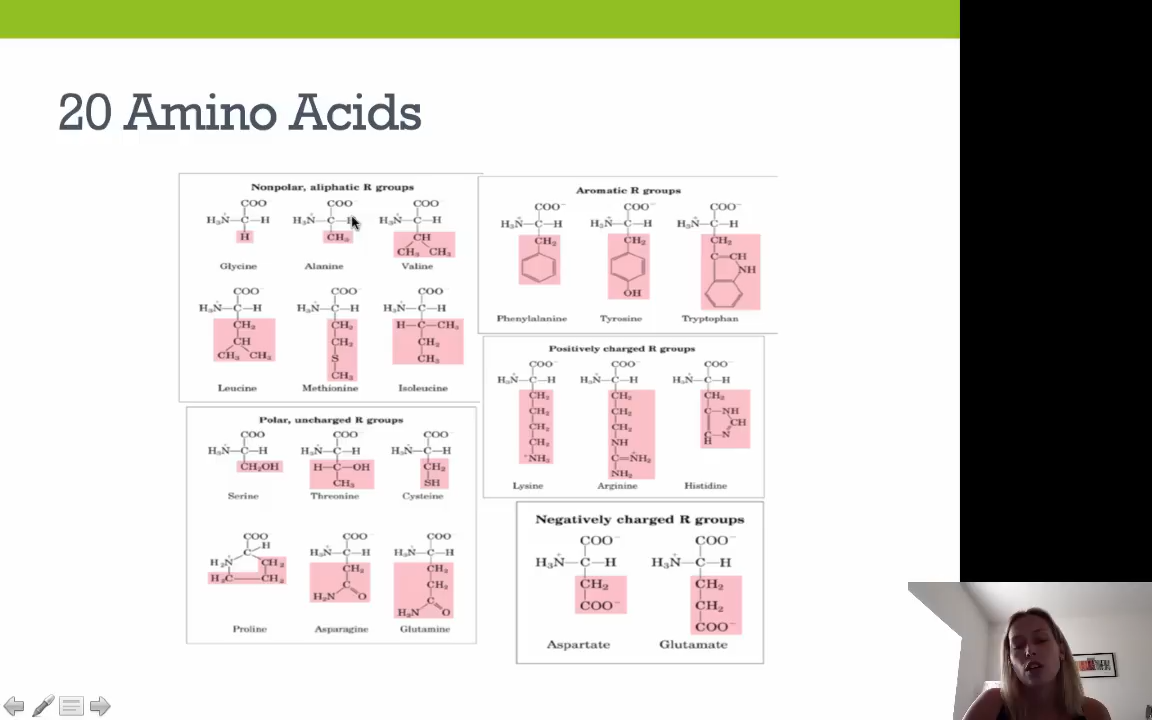 20 Amino Acids
Nonpolar, aliphatic R groups
COO⁻ COO⁻ COO⁻
H₃N⁺—C—H H₃N⁺—C—H H₃N⁺—C—H
H CH₃ CH
CH₃ CH₃
Glycine Alanine Valine
COO⁻ COO⁻ COO⁻
H₃N⁺—C—H H₃N⁺—C—H H₃N⁺—C—H
CH₂ CH₂ H—C—CH₃
CH CH₂ CH₂
CH₃ CH₃ S CH₃
CH₃
Leucine Methionine Isoleucine
Aromatic R groups
COO⁻ COO⁻ COO⁻
H₃N⁺—C—H H₃N⁺—C—H H₃N⁺—C—H
CH₂ CH₂ CH₂
C═CH
NH
OH
Phenylalanine Tyrosine Tryptophan
Positively charged R groups
COO⁻ COO⁻ COO⁻
H₃N⁺—C—H H₃N⁺—C—H H₃N⁺—C—H
CH₂ CH₂ CH₂
CH₂ CH₂ C—NH
CH₂ CH₂ CH
CH₂ NH C—N
H
⁺NH₃ C═NH₂⁺
NH₂
Lysine Arginine Histidine
Polar, uncharged R groups
COO⁻ COO⁻ COO⁻
H₃N⁺—C—H H₃N⁺—C—H H₃N⁺—C—H
CH₂OH H—C—OH CH₂
CH₃ SH
Serine Threonine Cysteine
COO⁻ COO⁻ COO⁻
C H H₃N⁺—C—H H₃N⁺—C—H
H₂N⁺ CH₂ CH₂ CH₂
H₂C—CH₂ C CH₂
H₂N O C
H₂N O
Proline Asparagine Glutamine
Negatively charged R groups
COO⁻ COO⁻
H₃N⁺—C—H H₃N⁺—C—H
CH₂ CH₂
COO⁻ CH₂
COO⁻
Aspartate Glutamate